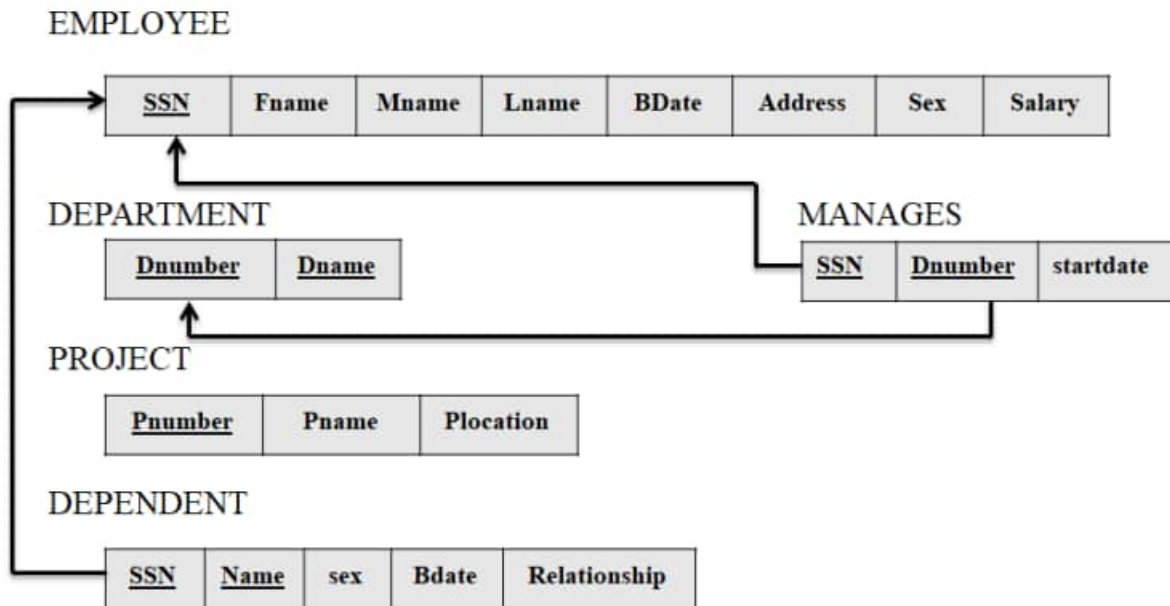 EMPLOYEE
SSN Fname Mname Lname BDate Address Sex Salary
DEPARTMENT
Dnumber Dname
MANAGES
SSN Dnumber startdate
PROJECT
Pnumber Pname Plocation
DEPENDENT
SSN Name sex Bdate Relationship